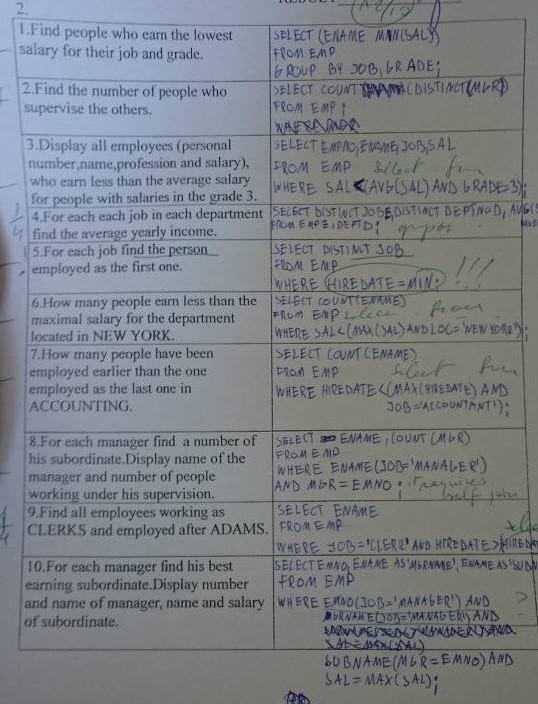 2.
1.Find people who earn the lowest
salary for their job and grade.
SELECT (ENAME MIN(SAL))
FROM EMP
GROUP BY JOB, GRADE;
2.Find the number of people who
supervise the others.
SELECT COUNT (DISTINCT(MGR)
FROM EMP;
3.Display all employees (personal
number,name,profession and salary),
who earn less than the average salary
for people with salaries in the grade 3.
SELECT EMPNO, ENAME, JOB, SAL
FROM EMP select from
WHERE SAL<(AVG(SAL) AND GRADE=3);
4.For each each job in each department
find the average yearly income.
SELECT DISTINCT JOB E, DISTINCT DEPTNO D, AVG(
FROM EMP E, DEPT D;
5.For each job find the person
employed as the first one.
SELECT DISTINCT JOB
FROM EMP
WHERE HIREDATE=MIN; !!!
6.How many people earn less than the
maximal salary for the department
located in NEW YORK.
SELECT COUNT(ENAME)
FROM EMP select from
WHERE SAL<(MAX(SAL) AND LOC='NEW YORK');
7.How many people have been
employed earlier than the one
employed as the last one in
ACCOUNTING.
SELECT COUNT(ENAME)
FROM EMP select from
WHERE HIREDATE<(MAX(HIREDATE) AND
JOB='ACCOUNTANT');
8.For each manager find a number of
his subordinate.Display name of the
manager and number of people
working under his supervision.
SELECT ENAME, COUNT(MGR)
FROM EMP
WHERE ENAME(JOB='MANAGER')
AND MGR=EMNO; it requires
self join
9.Find all employees working as
CLERKS and employed after ADAMS.
SELECT ENAME
FROM EMP
WHERE JOB='CLERK' AND HIREDATE>(HIREDA
10.For each manager find his best
earning subordinate.Display number
and name of manager, name and salary
of subordinate.
SELECT EMNO, ENAME AS 'MGRNAME', ENAME AS 'SUBN
FROM EMP
WHERE EMNO(JOB='MANAGER') AND ?
MGRNAME(JOB='MANAGER') AND
SAL=MAX(SAL)
SUBNAME(MGR=EMNO) AND
SAL=MAX(SAL);